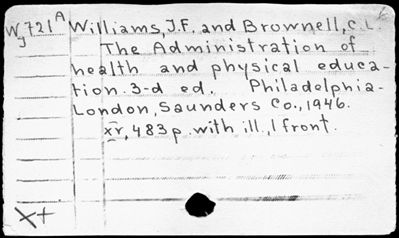 WJ721A Williams, J.F. and Brownell, C.L.
The Administration of
health and physical educa-
tion. 3-d ed. Philadelphia-
London, Saunders Co., 1946.
xv, 483 p. with ill., 1 front.
X+